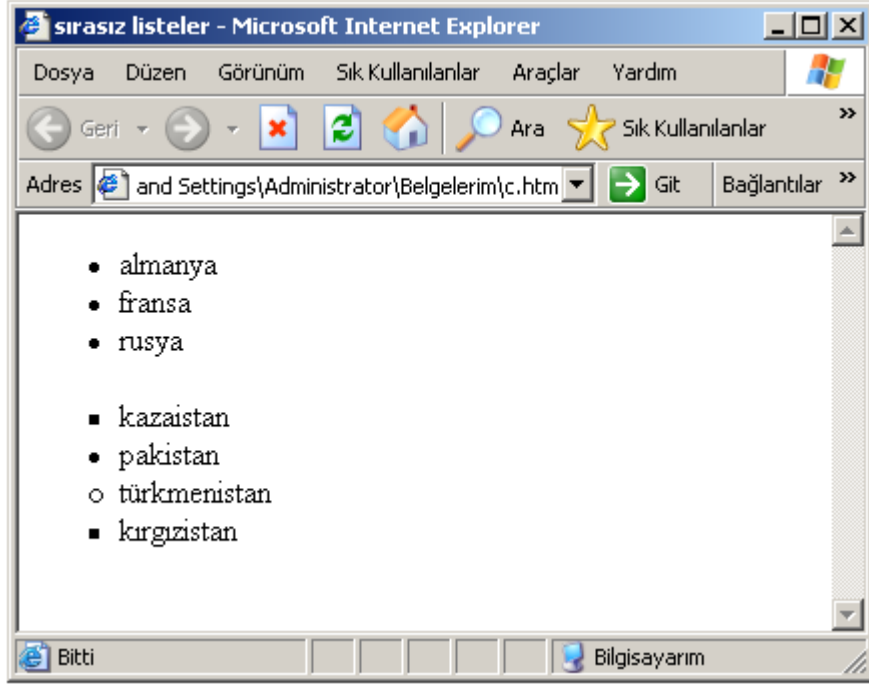 sırasız listeler - Microsoft Internet Explorer
Dosya Düzen Görünüm Sık Kullanılanlar Araçlar Yardım
Geri Ara Sık Kullanılanlar »
Adres and Settings\Administrator\Belgelerim\c.htm Git Bağlantılar »
almanya
fransa
rusya
kazaistan
pakistan
türkmenistan
kırgızistan
Bitti Bilgisayarım